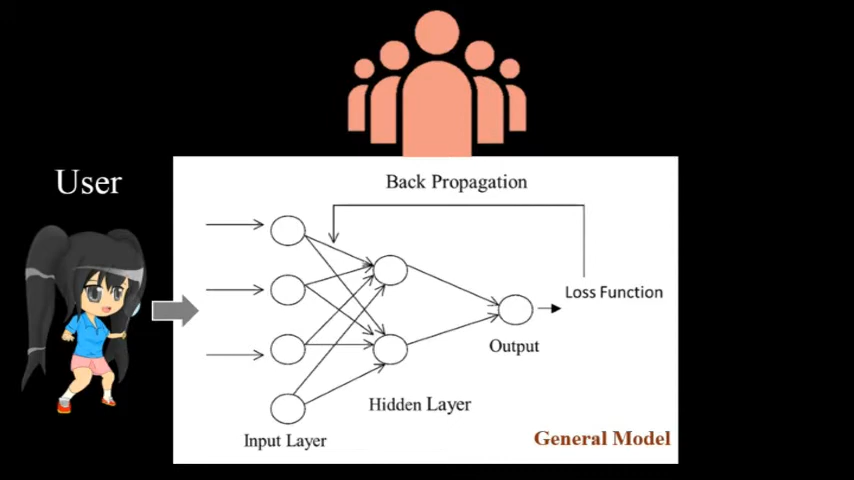 User
Back Propagation
Loss Function
Output
Hidden Layer
Input Layer
General Model